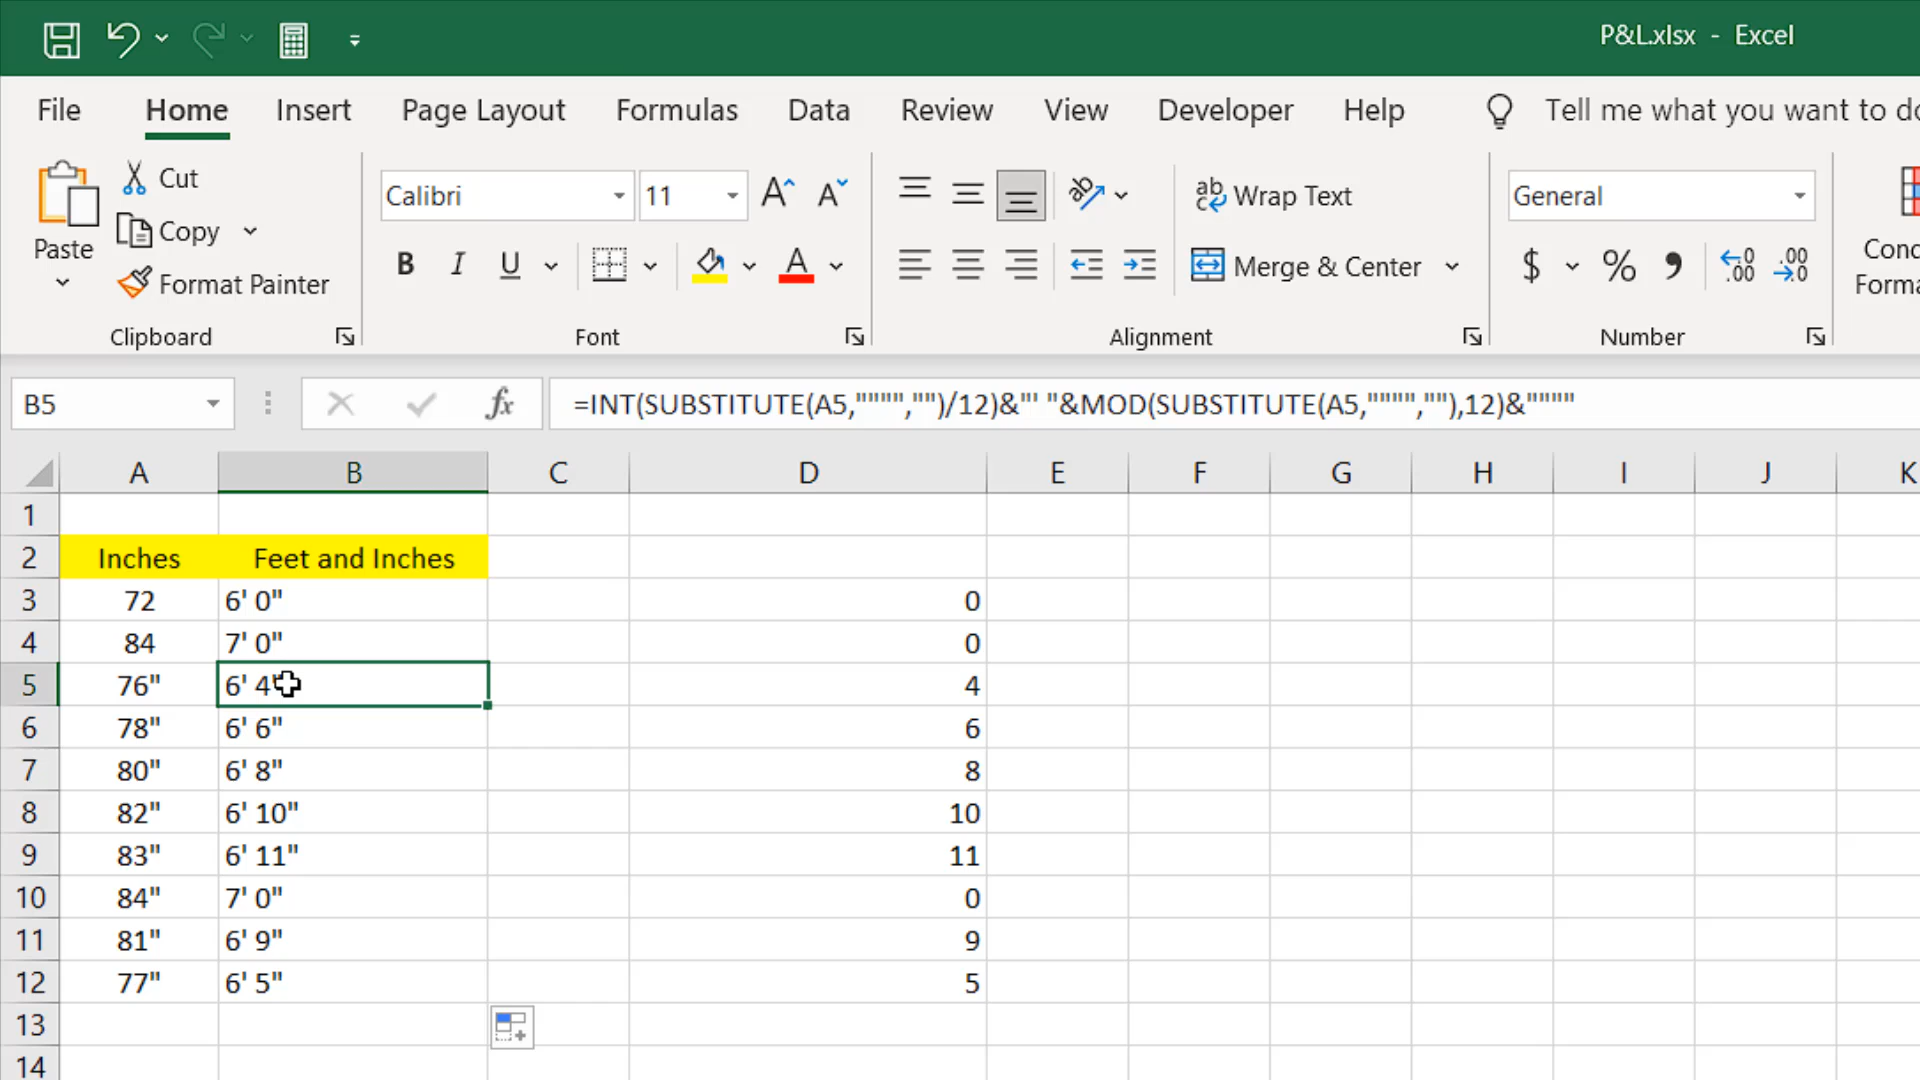 P&L.xlsx - Excel
File Home Insert Page Layout Formulas Data Review View Developer Help Tell me what you want to do
Paste
Cut
Copy
Format Painter
Clipboard
Calibri 11
B I U A
Font
Wrap Text
Merge & Center
Alignment
General
$ % , .00 .00
Number
Cond
Forma
B5 fx =INT(SUBSTITUTE(A5,"""","")/12)&"' "&MOD(SUBSTITUTE(A5,"""",""),12)&""""
A B C D E F G H I J K
1
2 Inches Feet and Inches
3 72 6' 0" 0
4 84 7' 0" 0
5 76" 6' 4" 4
6 78" 6' 6" 6
7 80" 6' 8" 8
8 82" 6' 10" 10
9 83" 6' 11" 11
10 84" 7' 0" 0
11 81" 6' 9" 9
12 77" 6' 5" 5
13
14